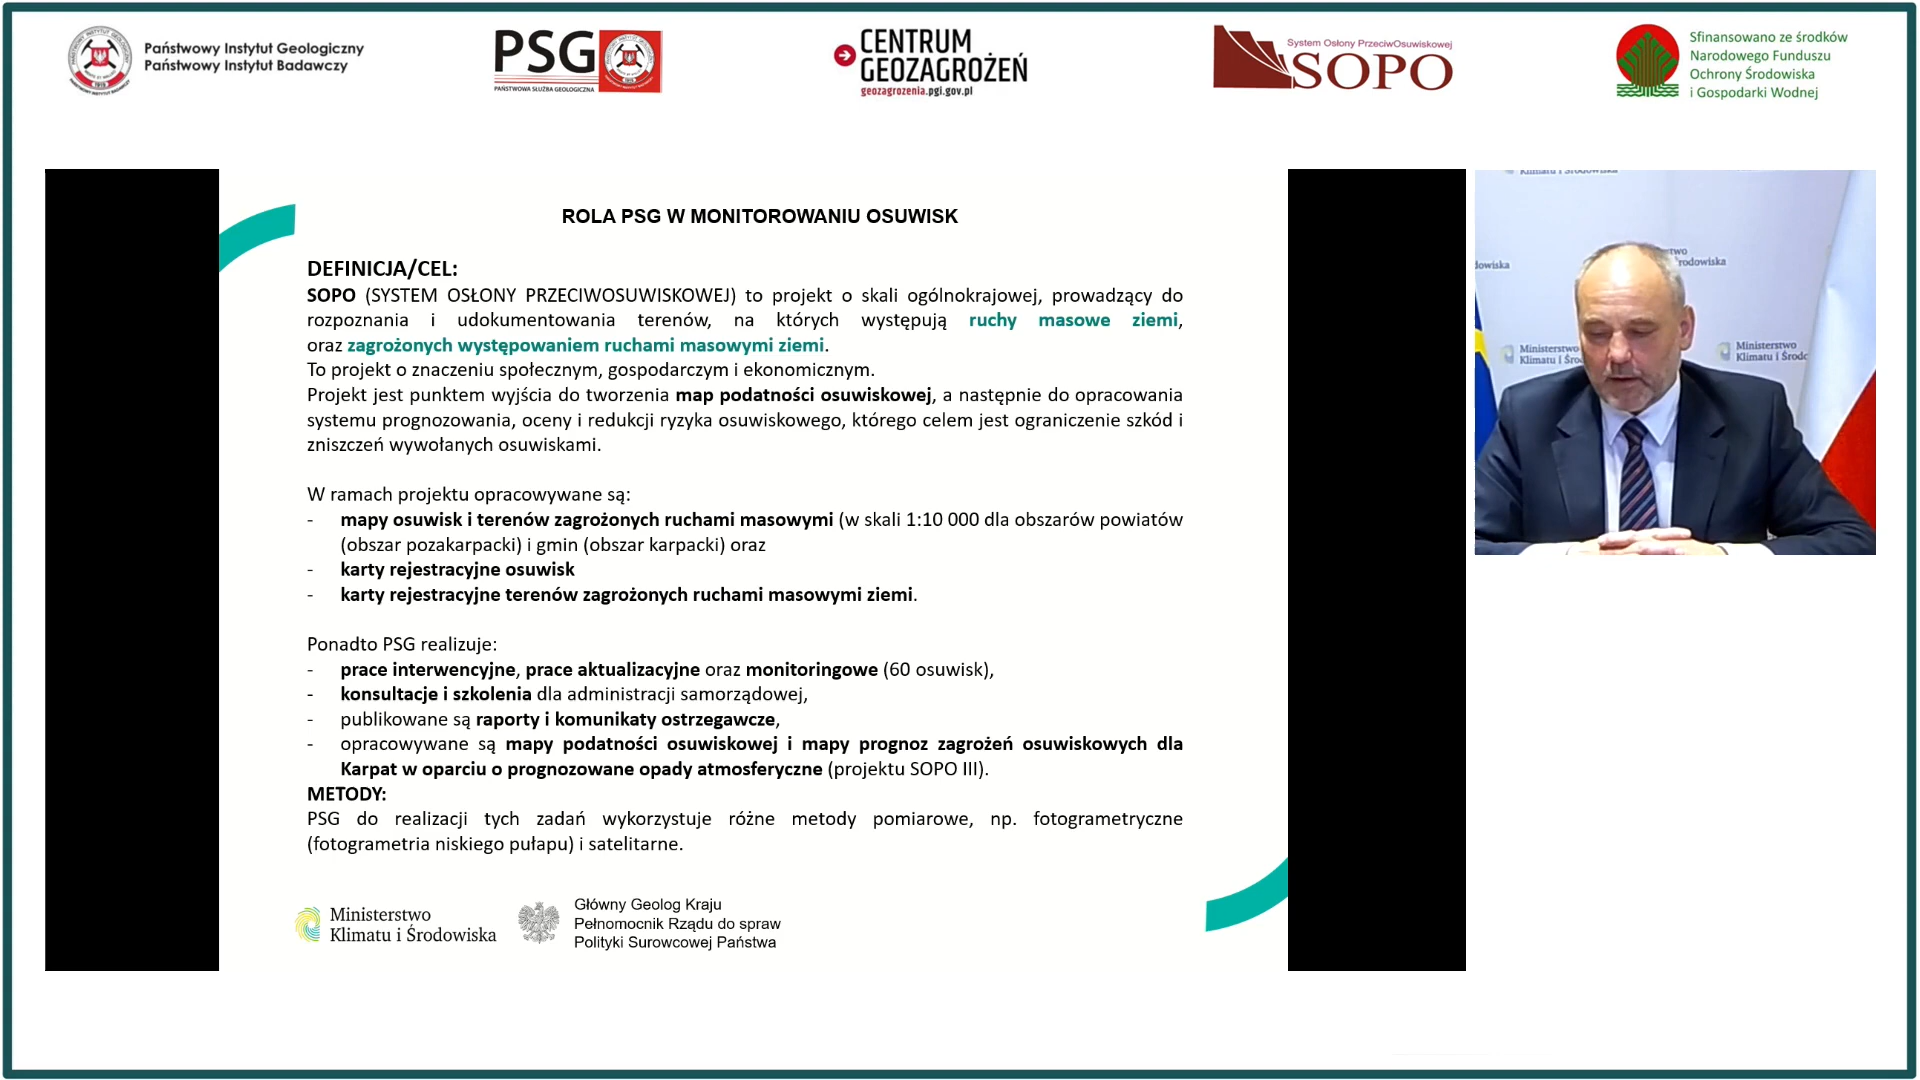 Państwowy Instytut Geologiczny
Państwowy Instytut Badawczy
PSG
PAŃSTWOWA SŁUŻBA GEOLOGICZNA
CENTRUM
GEOZAGROŻEŃ
geozagrozenia.pgi.gov.pl
System Osłony PrzeciwOsuwiskowej
SOPO
Sfinansowano ze środków
Narodowego Funduszu
Ochrony Środowiska
i Gospodarki Wodnej
ROLA PSG W MONITOROWANIU OSUWISK
DEFINICJA/CEL:
SOPO (SYSTEM OSŁONY PRZECIWOSUWISKOWEJ) to projekt o skali ogólnokrajowej, prowadzący do
rozpoznania i udokumentowania terenów, na których występują ruchy masowe ziemi,
oraz zagrożonych występowaniem ruchami masowymi ziemi.
To projekt o znaczeniu społecznym, gospodarczym i ekonomicznym.
Projekt jest punktem wyjścia do tworzenia map podatności osuwiskowej, a następnie do opracowania
systemu prognozowania, oceny i redukcji ryzyka osuwiskowego, którego celem jest ograniczenie szkód i
zniszczeń wywołanych osuwiskami.
W ramach projektu opracowywane są:
- mapy osuwisk i terenów zagrożonych ruchami masowymi (w skali 1:10 000 dla obszarów powiatów
(obszar pozakarpacki) i gmin (obszar karpacki) oraz
- karty rejestracyjne osuwisk
- karty rejestracyjne terenów zagrożonych ruchami masowymi ziemi.
Ponadto PSG realizuje:
- prace interwencyjne, prace aktualizacyjne oraz monitoringowe (60 osuwisk),
- konsultacje i szkolenia dla administracji samorządowej,
- publikowane są raporty i komunikaty ostrzegawcze,
- opracowywane są mapy podatności osuwiskowej i mapy prognoz zagrożeń osuwiskowych dla
Karpat w oparciu o prognozowane opady atmosferyczne (projektu SOPO III).
METODY:
PSG do realizacji tych zadań wykorzystuje różne metody pomiarowe, np. fotogrametryczne
(fotogrametria niskiego pułapu) i satelitarne.
Ministerstwo
Klimatu i Środowiska
Główny Geolog Kraju
Pełnomocnik Rządu do spraw
Polityki Surowcowej Państwa
Klimatu i Środowiska
Ministerstwo
Klimatu i Śro
Ministerstwo
Klimatu i Środo